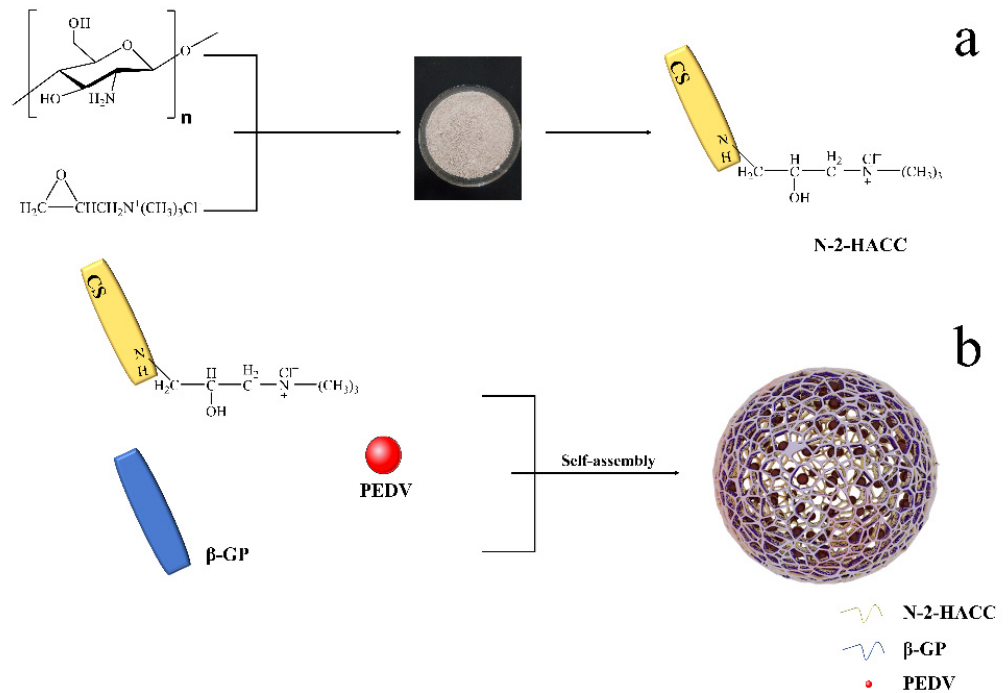 a
OH
O
O
HO
H₂N
n
O
H₂C
CHCH₂N⁺(CH₃)₃Cl
CS
N
H
H₂C
H
C
OH
H₂
C
Cl⁻
N
+
(CH₃)₃
N-2-HACC
b
CS
N
H
H₂C
H
C
OH
H₂
C
Cl⁻
N
+
(CH₃)₃
PEDV
β-GP
Self-assembly
N-2-HACC
β-GP
PEDV